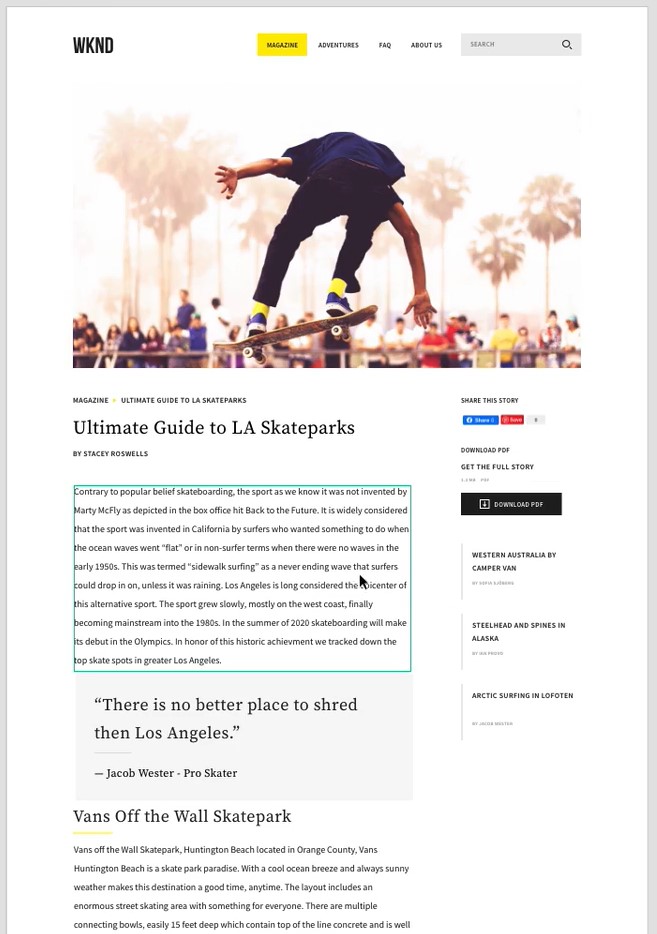 WKND
MAGAZINE
ADVENTURES
FAQ
ABOUT US
SEARCH
MAGAZINE
ULTIMATE GUIDE TO LA SKATEPARKS
Ultimate Guide to LA Skateparks
BY STACEY ROSWELLS
Contrary to popular belief skateboarding, the sport as we know it was not invented by
Marty McFly as depicted in the box office hit Back to the Future. It is widely considered
that the sport was invented in California by surfers who wanted something to do when
the ocean waves went “flat” or in non-surfer terms when there were no waves in the
early 1950s. This was termed “sidewalk surfing” as a never ending wave that surfers
could drop in on, unless it was raining. Los Angeles is long considered the epicenter of
this alternative sport. The sport grew slowly, mostly on the west coast, finally
becoming mainstream into the 1980s. In the summer of 2020 skateboarding will make
its debut in the Olympics. In honor of this historic achievment we tracked down the
top skate spots in greater Los Angeles.
“There is no better place to shred
then Los Angeles.”
— Jacob Wester - Pro Skater
Vans Off the Wall Skatepark
Vans off the Wall Skatepark, Huntington Beach located in Orange County, Vans
Huntington Beach is a skate park paradise. With a cool ocean breeze and always sunny
weather makes this destination a good time, anytime. The layout includes an
enormous street skating area with something for everyone. There are multiple
connecting bowls, easily 15 feet deep which contain top of the line concrete and is well
SHARE THIS STORY
Share 0
Save
0
DOWNLOAD PDF
GET THE FULL STORY
PDF
DOWNLOAD PDF
WESTERN AUSTRALIA BY
CAMPER VAN
BY SOFIA SJÖBERG
STEELHEAD AND SPINES IN
ALASKA
BY IAN PROVO
ARCTIC SURFING IN LOFOTEN
BY JACOB WESTER